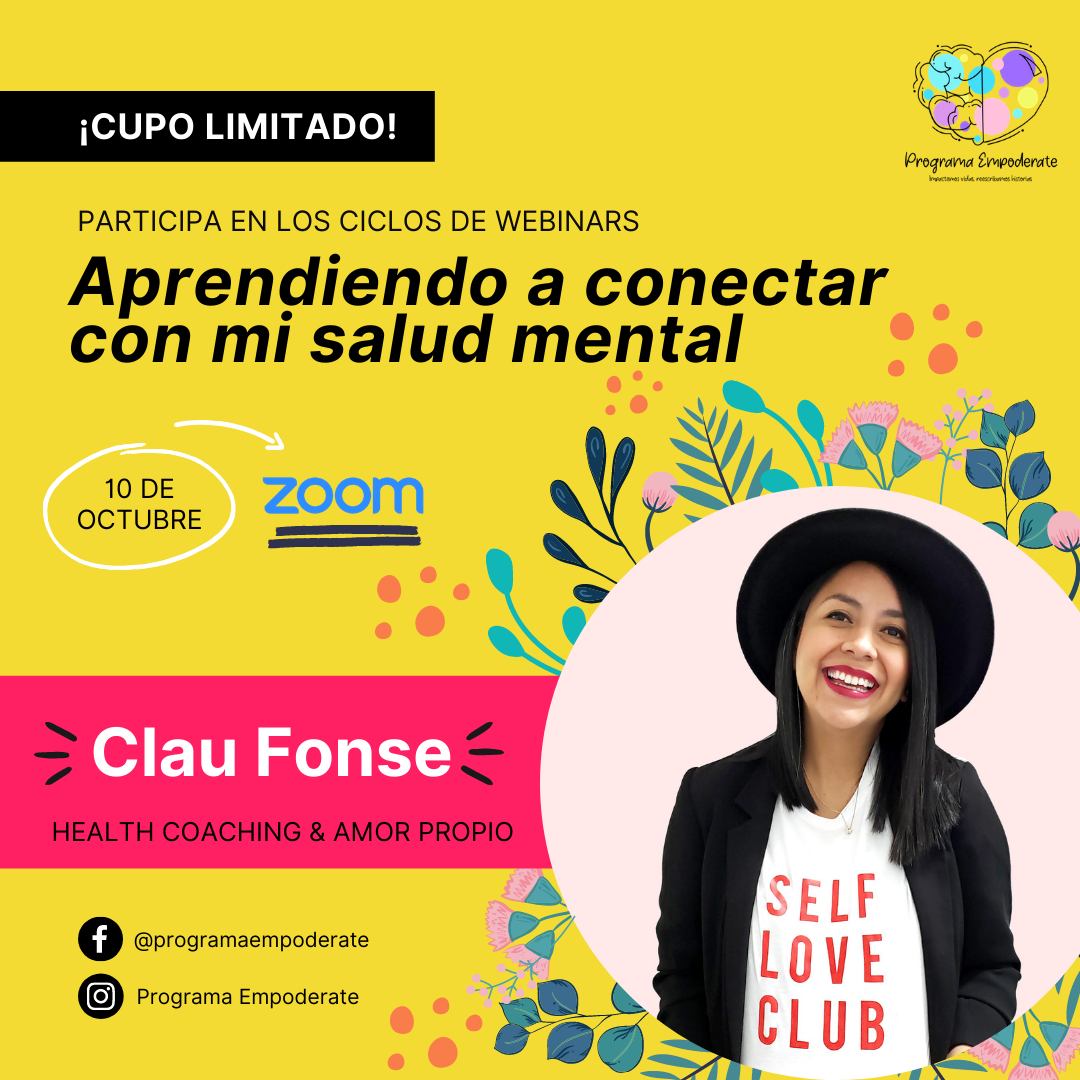 ¡CUPO LIMITADO!
Programa Empoderate
Impactamos vidas, reescribimos historias
PARTICIPA EN LOS CICLOS DE WEBINARS
Aprendiendo a conectar
con mi salud mental
10 DE
OCTUBRE
zoom
Clau Fonse
HEALTH COACHING & AMOR PROPIO
SELF
LOVE
CLUB
@programaempoderate
Programa Empoderate